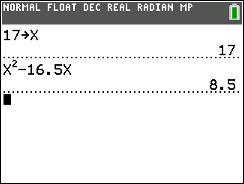 NORMAL FLOAT DEC REAL RADIAN MP
17→X
17
X²-16.5X
8.5